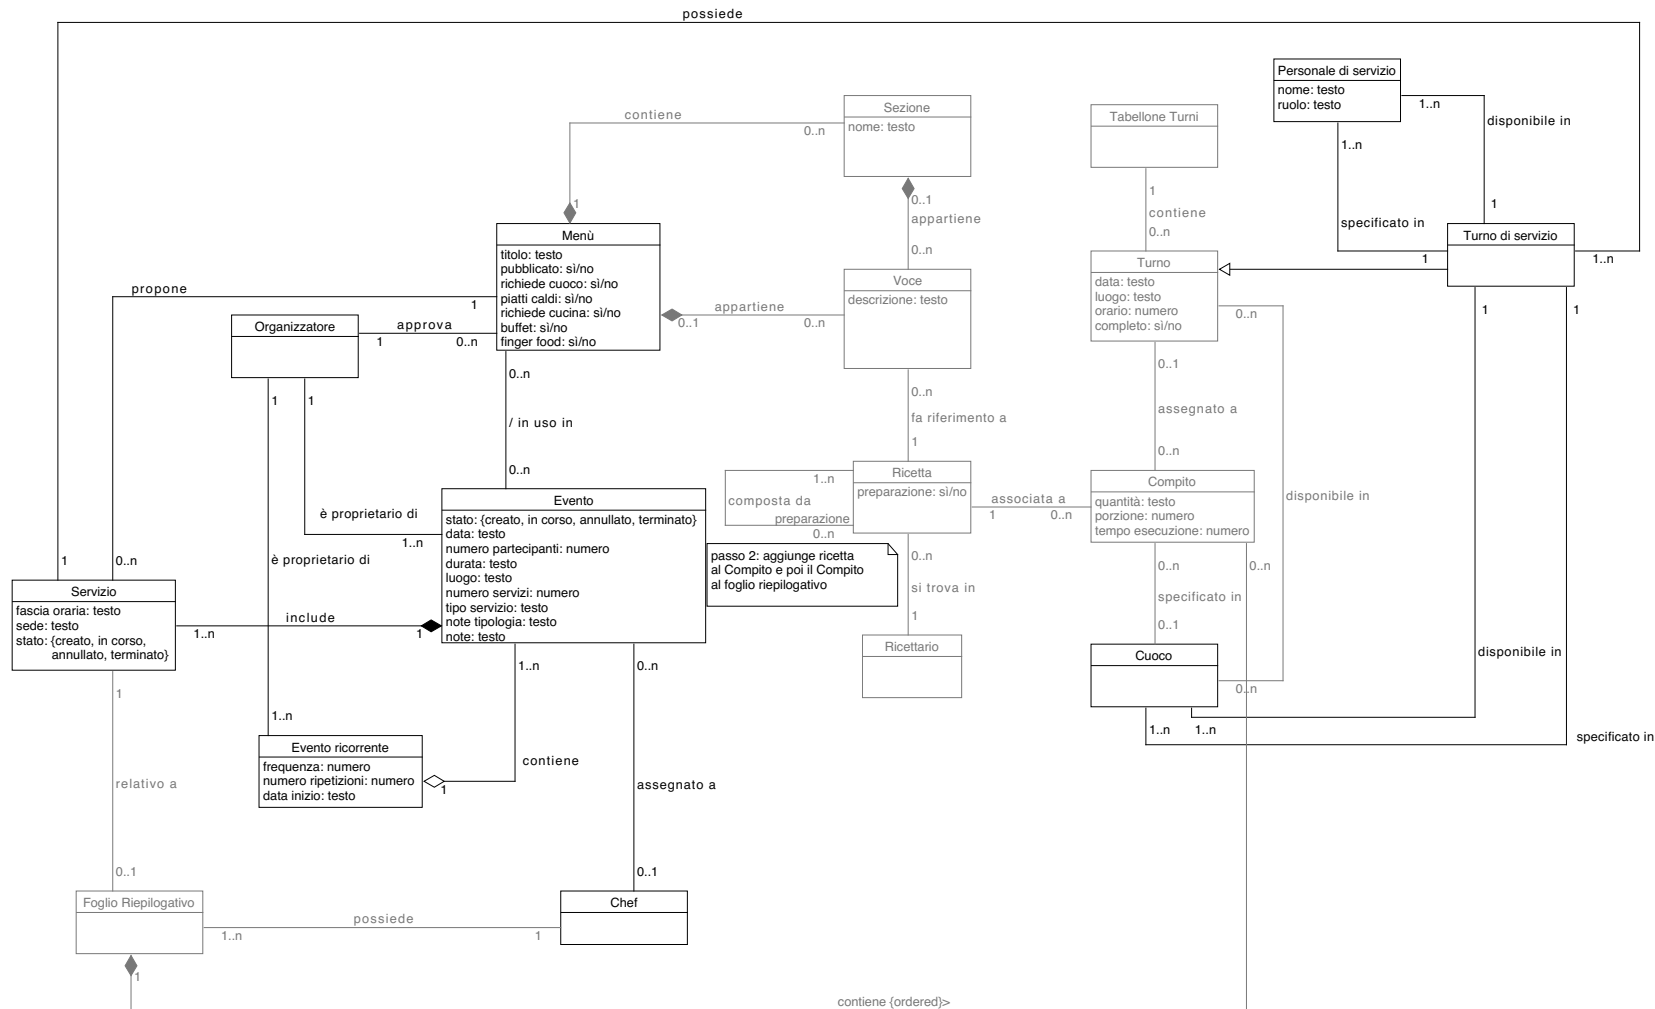 possiede
Personale di servizio
nome: testo
ruolo: testo
1..n
disponibile in
1..n
specificato in
1
Sezione
nome: testo
contiene
0..n
1
Tabellone Turni
1
contiene
0..n
0..1
appartiene
0..n
Menù
titolo: testo
pubblicato: sì/no
richiede cuoco: sì/no
piatti caldi: sì/no
richiede cucina: sì/no
buffet: sì/no
finger food: sì/no
Turno di servizio
1
1..n
Turno
data: testo
luogo: testo
orario: numero
completo: sì/no
0..n
Voce
descrizione: testo
appartiene
0..1
0..n
propone
1
Organizzatore
approva
1
0..n
1
1
0..n
/ in uso in
0..n
0..n
fa riferimento a
1
0..1
assegnato a
0..n
1
1
Ricetta
preparazione: sì/no
1..n
composta da
preparazione
0..n
associata a
1
0..n
Compito
quantità: testo
porzione: numero
tempo esecuzione: numero
disponibile in
Evento
stato: {creato, in corso, annullato, terminato}
data: testo
numero partecipanti: numero
durata: testo
luogo: testo
numero servizi: numero
tipo servizio: testo
note tipologia: testo
note: testo
è proprietario di
1..n
è proprietario di
passo 2: aggiunge ricetta
al Compito e poi il Compito
al foglio riepilogativo
0..n
si trova in
1
0..n
0..n
specificato in
0..1
1
0..n
Servizio
fascia oraria: testo
sede: testo
stato: {creato, in corso,
annullato, terminato}
include
1..n
1
Ricettario
Cuoco
0..n
disponibile in
1..n
1..n
specificato in
1..n
0..n
1
1..n
Evento ricorrente
frequenza: numero
numero ripetizioni: numero
data inizio: testo
1
contiene
relativo a
assegnato a
0..1
0..1
Foglio Riepilogativo
possiede
1..n
1
Chef
1
contiene {ordered}>